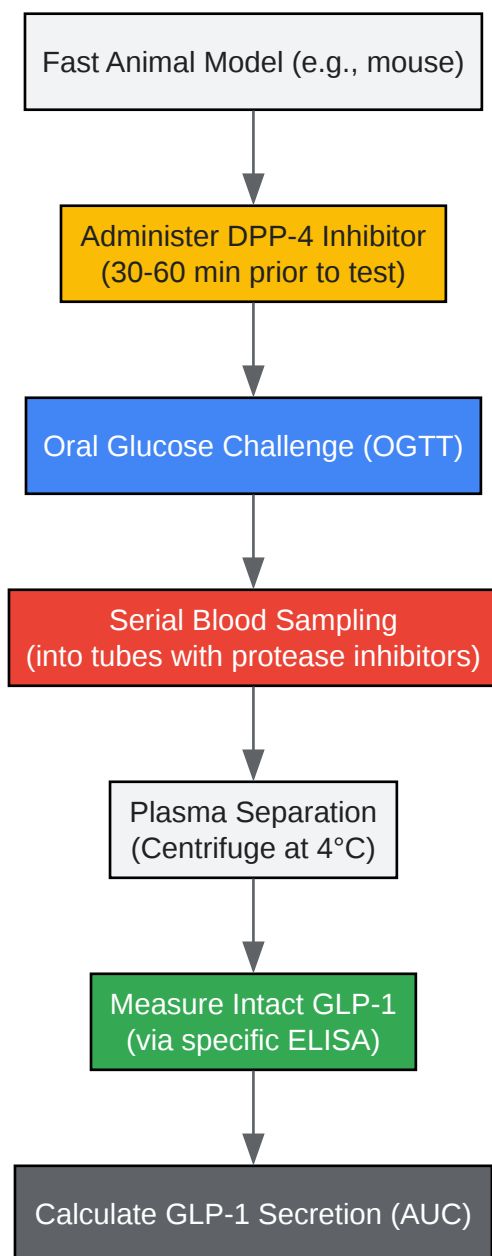 Fast Animal Model (e.g., mouse)
Administer DPP-4 Inhibitor
(30-60 min prior to test)
Oral Glucose Challenge (OGTT)
Serial Blood Sampling
(into tubes with protease inhibitors)
Plasma Separation
(Centrifuge at 4°C)
Measure Intact GLP-1
(via specific ELISA)
Calculate GLP-1 Secretion (AUC)